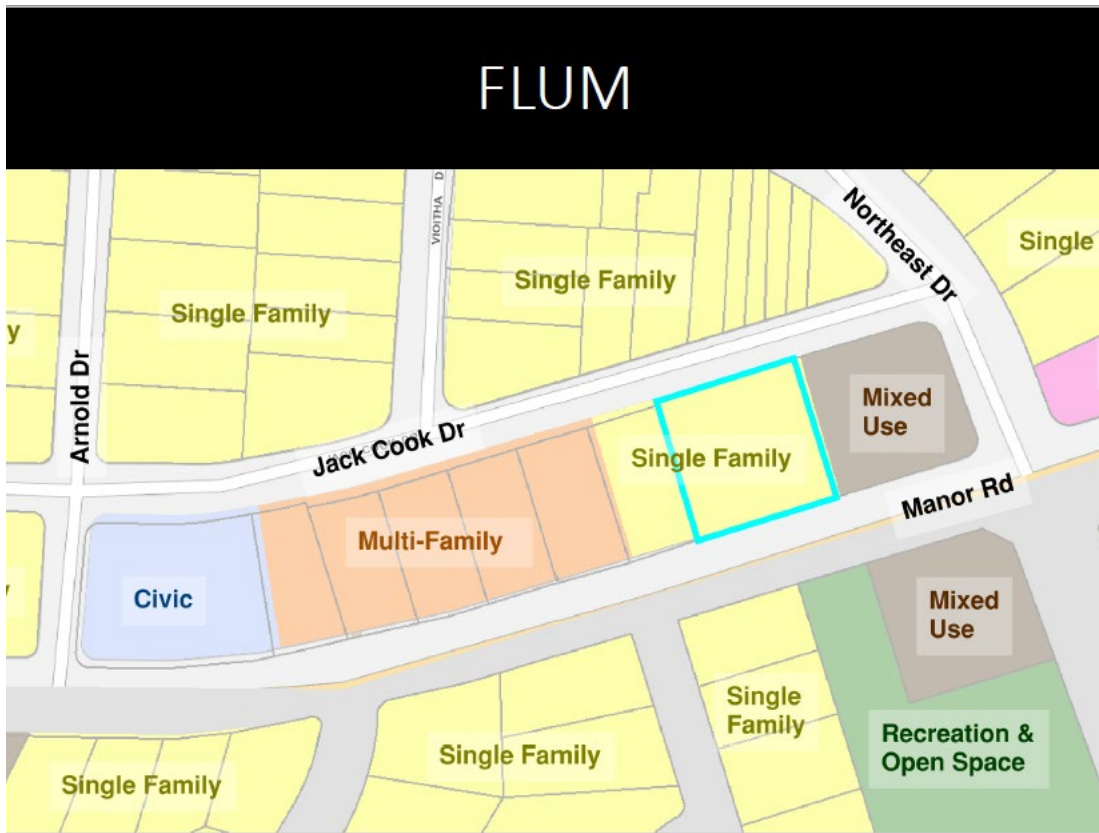 FLUM
VIOITHA D
Northeast Dr
Single
Single Family
Single Family
y
Arnold Dr
Mixed
Use
Jack Cook Dr
Single Family
Manor Rd
Multi-Family
Civic
y
Mixed
Use
Single
Family
Recreation &
Open Space
Single Family
Single Family